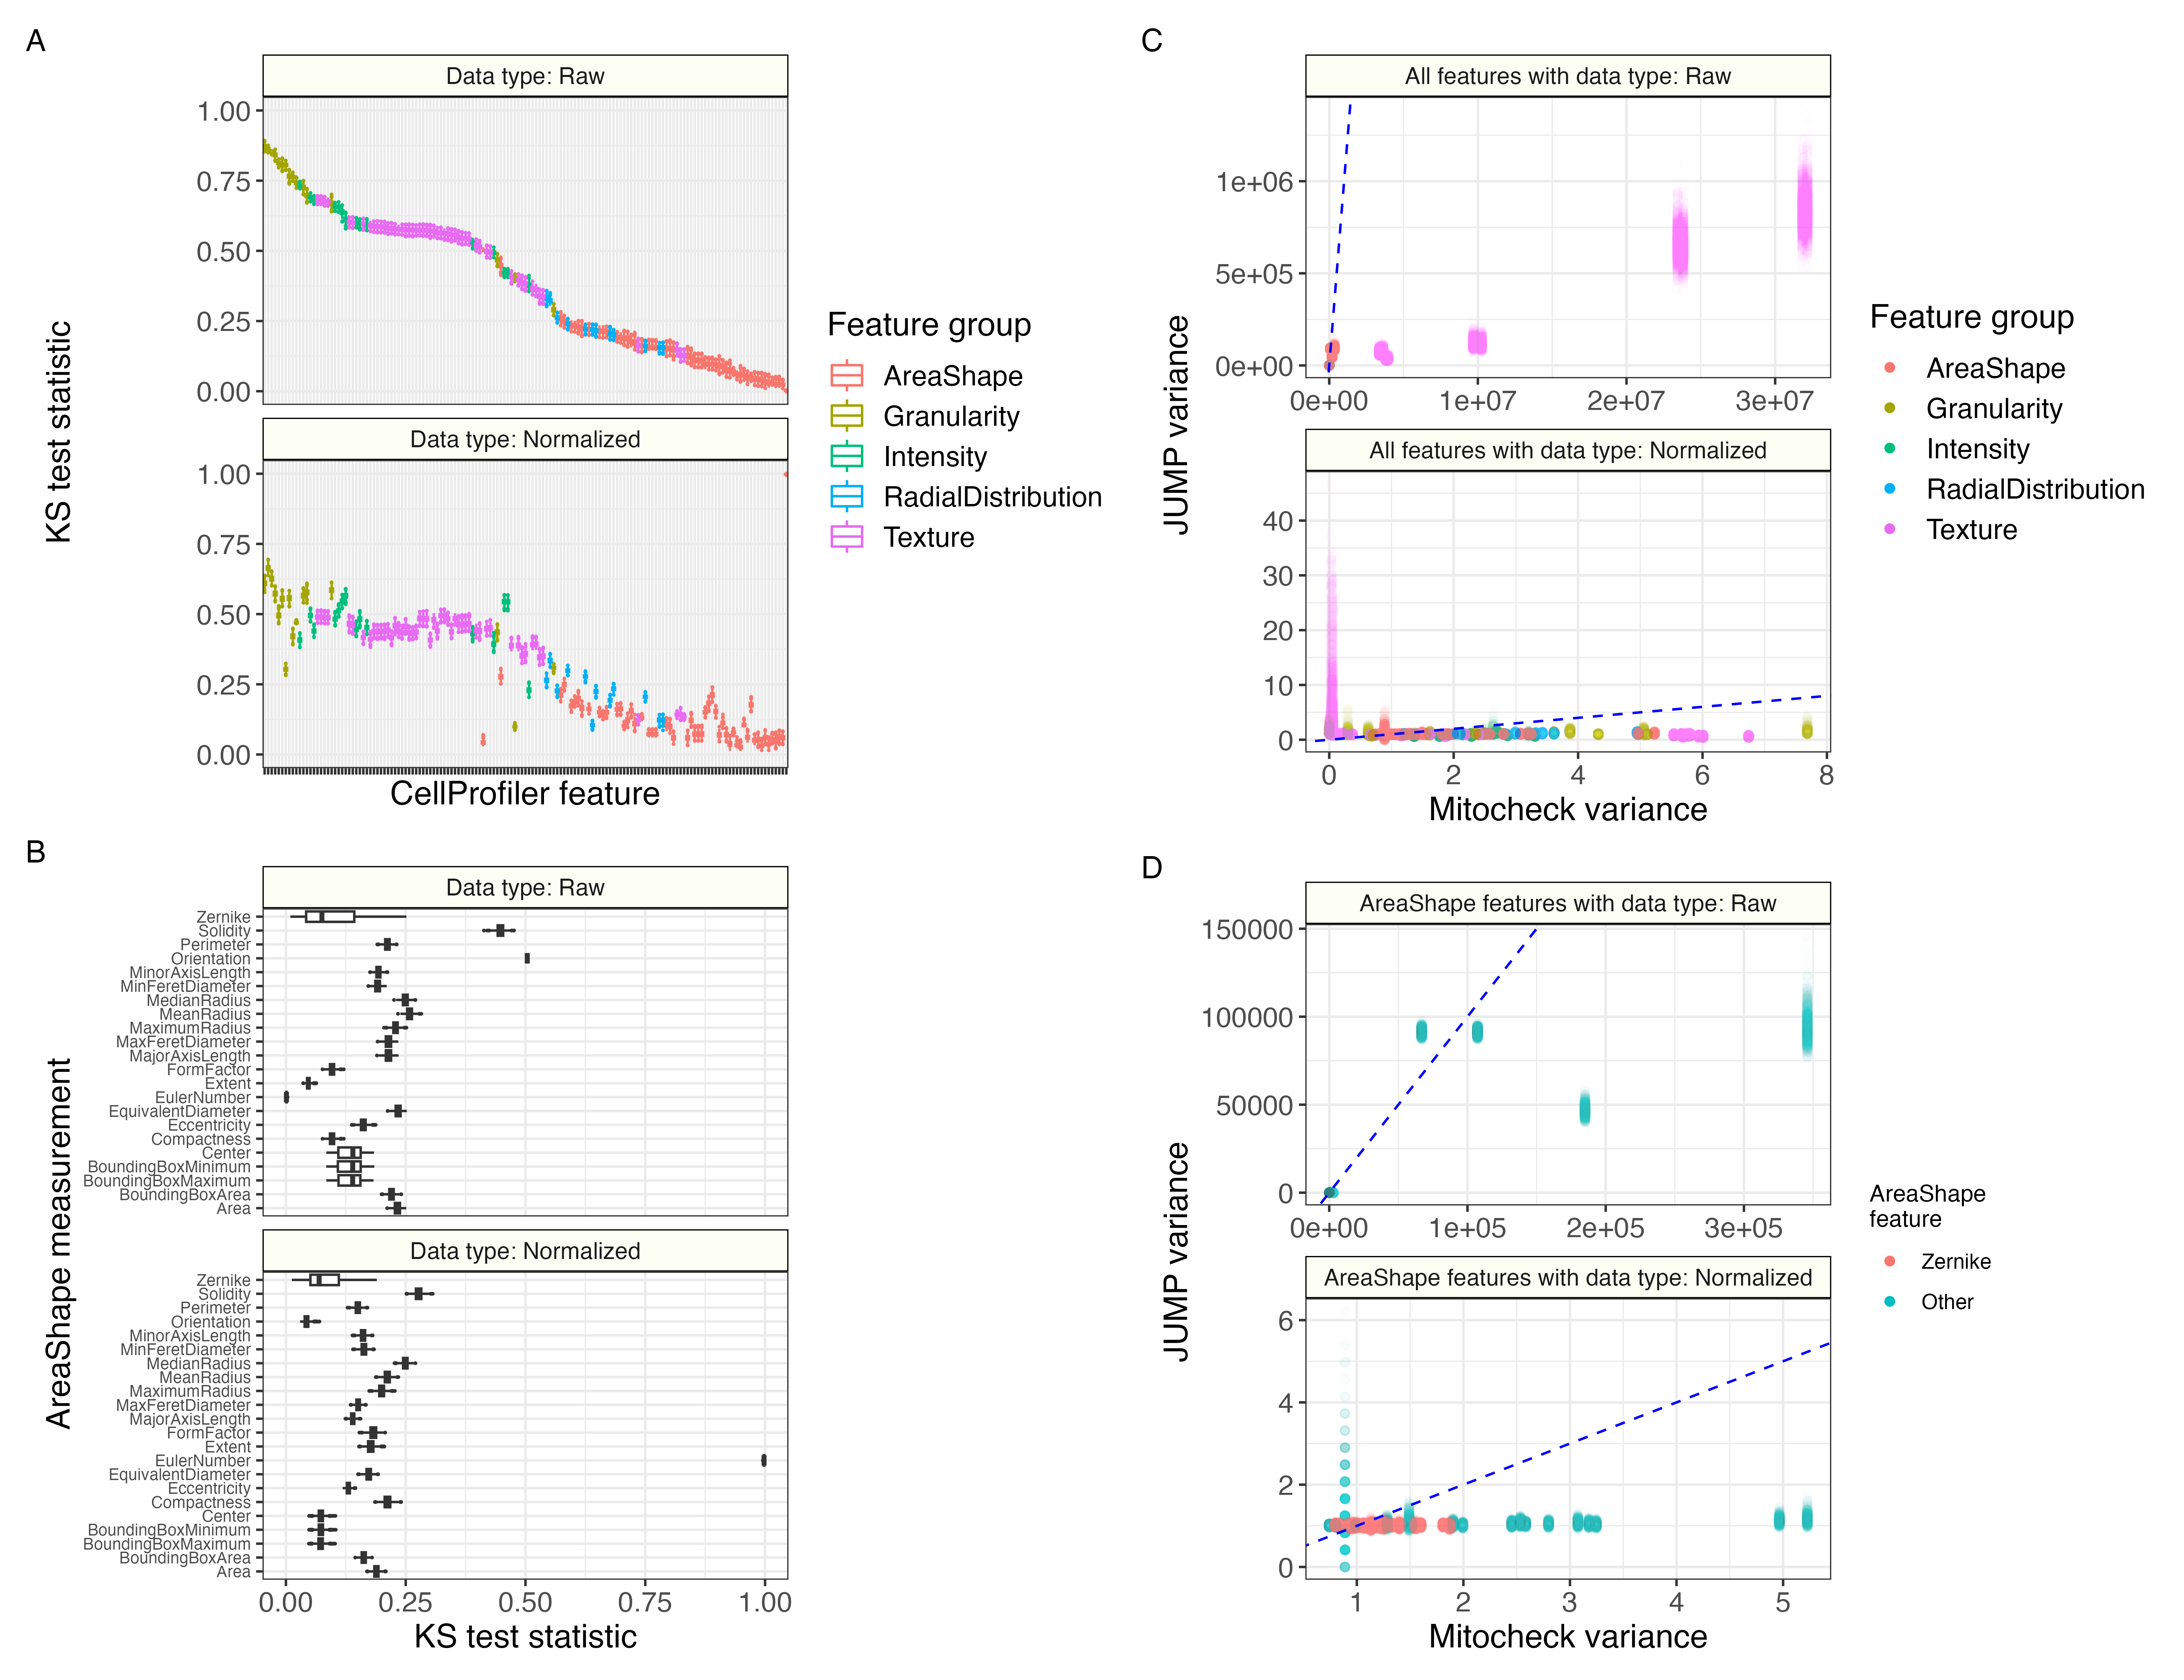 A
Data type: Raw
1.00
0.75
0.50
0.25
0.00
Data type: Normalized
1.00
0.75
0.50
0.25
0.00
KS test statistic
CellProfiler feature
Feature group
AreaShape
Granularity
Intensity
RadialDistribution
Texture
B
Data type: Raw
Zernike
Solidity
Perimeter
Orientation
MinorAxisLength
MinFeretDiameter
MedianRadius
MeanRadius
MaximumRadius
MaxFeretDiameter
MajorAxisLength
FormFactor
Extent
EulerNumber
EquivalentDiameter
Eccentricity
Compactness
Center
BoundingBoxMinimum
BoundingBoxMaximum
BoundingBoxArea
Area
Data type: Normalized
Zernike
Solidity
Perimeter
Orientation
MinorAxisLength
MinFeretDiameter
MedianRadius
MeanRadius
MaximumRadius
MaxFeretDiameter
MajorAxisLength
FormFactor
Extent
EulerNumber
EquivalentDiameter
Eccentricity
Compactness
Center
BoundingBoxMinimum
BoundingBoxMaximum
BoundingBoxArea
Area
AreaShape measurement
0.00 0.25 0.50 0.75 1.00
KS test statistic
C
All features with data type: Raw
1e+06
5e+05
0e+00
0e+00 1e+07 2e+07 3e+07
All features with data type: Normalized
40
30
20
10
0
0 2 4 6 8
JUMP variance
Mitocheck variance
Feature group
AreaShape
Granularity
Intensity
RadialDistribution
Texture
D
AreaShape features with data type: Raw
150000
100000
50000
0
0e+00 1e+05 2e+05 3e+05
AreaShape features with data type: Normalized
6
4
2
0
1 2 3 4 5
JUMP variance
Mitocheck variance
AreaShape
feature
Zernike
Other